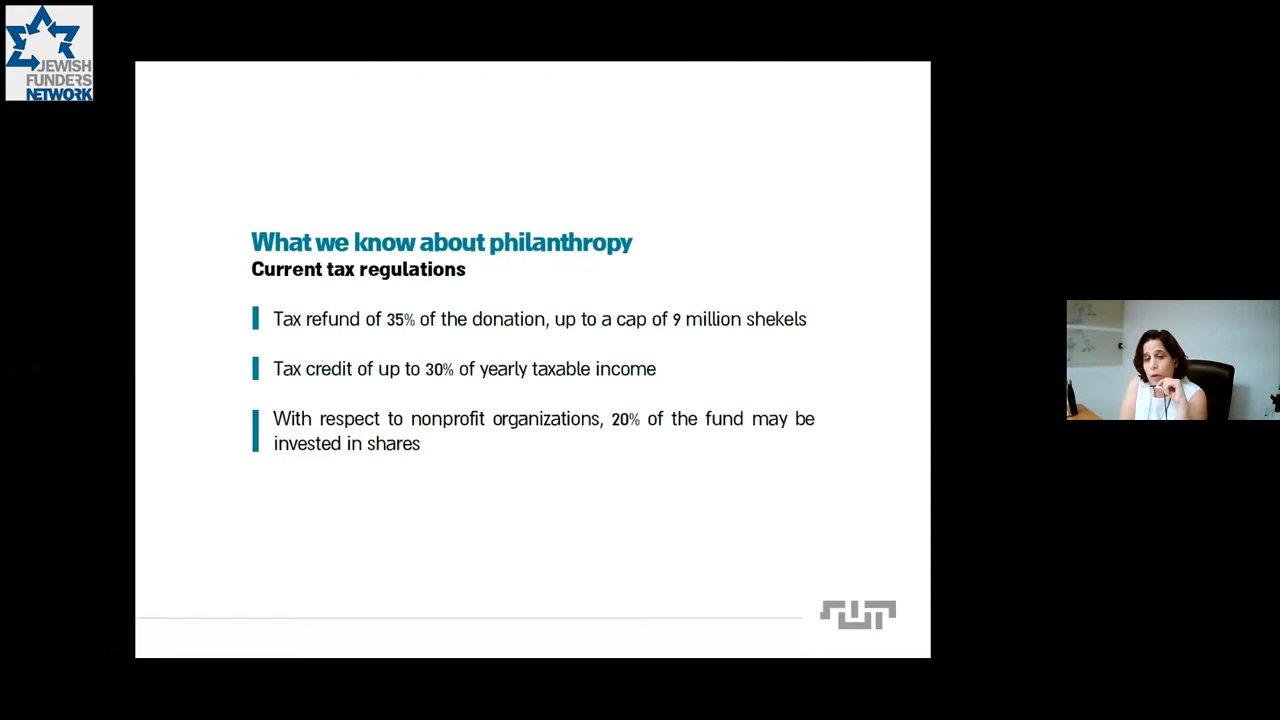 JEWISH
FUNDERS
NETWORK
What we know about philanthropy
Current tax regulations
Tax refund of 35% of the donation, up to a cap of 9 million shekels
Tax credit of up to 30% of yearly taxable income
With respect to nonprofit organizations, 20% of the fund may be
invested in shares